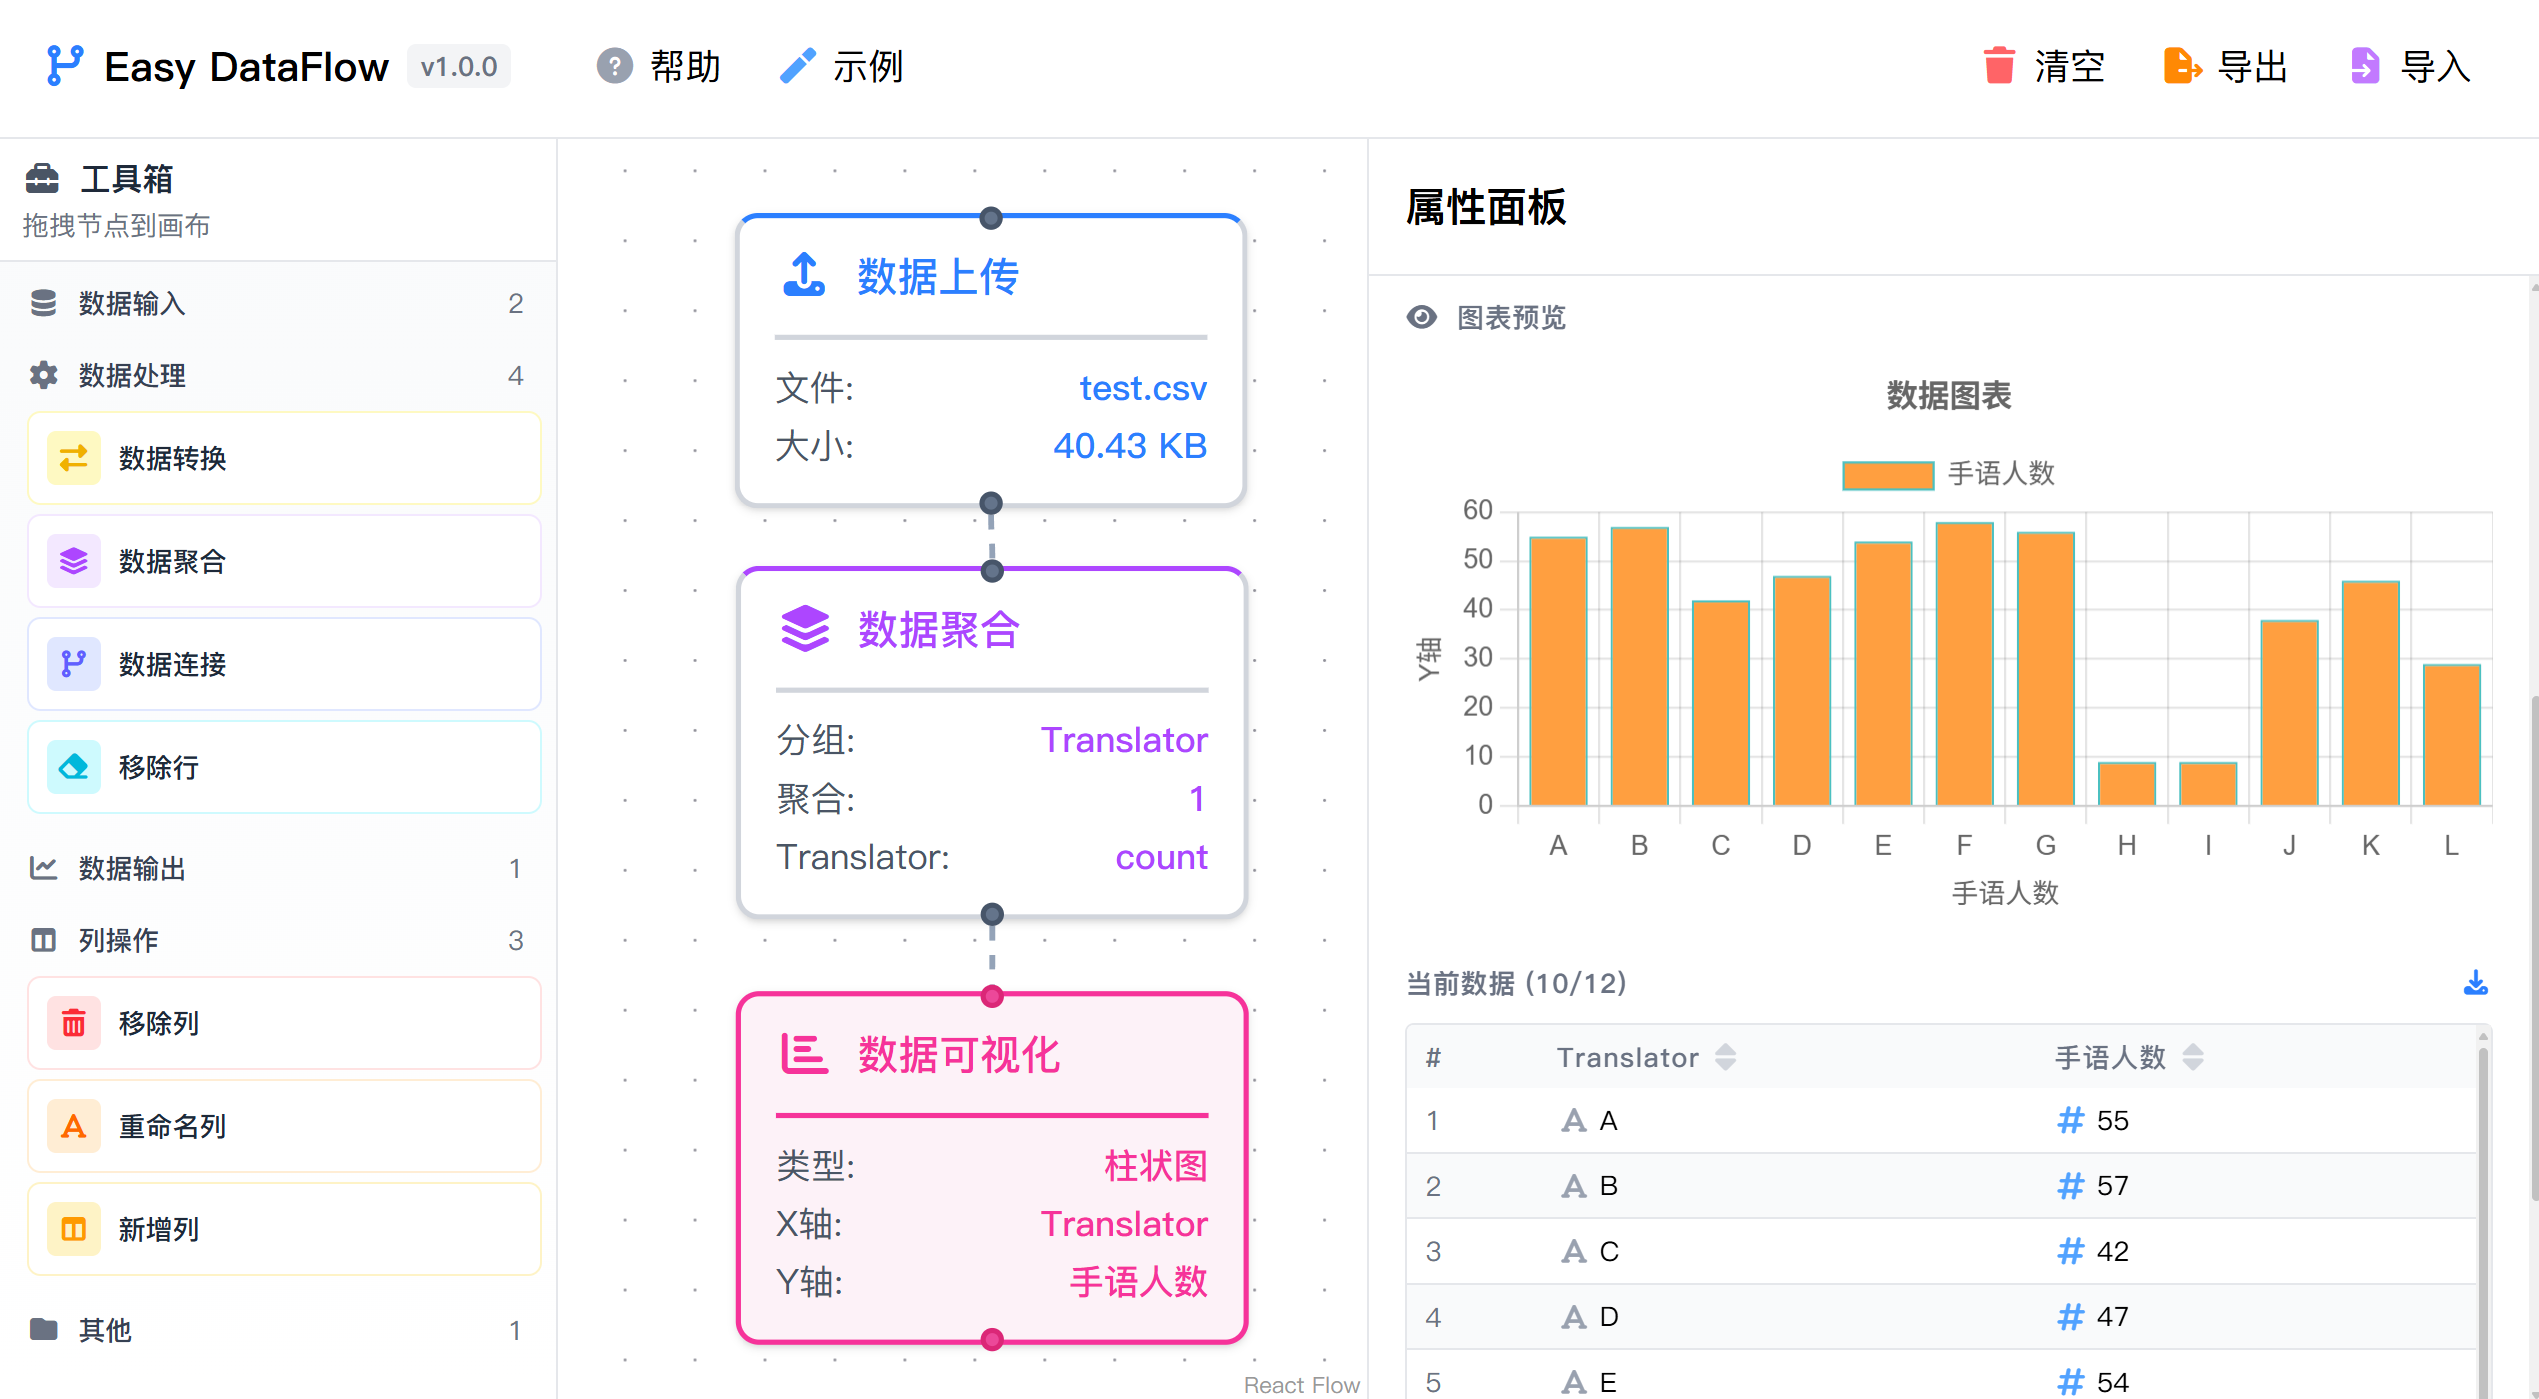 Easy DataFlow v1.0.0 帮助 示例 清空 导出 导入
工具箱
拖拽节点到画布
数据输入 2
数据处理 4
数据转换
数据聚合
数据连接
移除行
数据输出 1
列操作 3
移除列
重命名列
新增列
其他 1
数据上传
文件: test.csv
大小: 40.43 KB
数据聚合
分组: Translator
聚合: 1
Translator: count
数据可视化
类型: 柱状图
X轴: Translator
Y轴: 手语人数
React Flow
属性面板
图表预览
数据图表
手语人数
60
50
40
30
20
10
0
Y轴
A B C D E F G H I J K L
手语人数
当前数据 (10/12)
# Translator 手语人数
1 A A # 55
2 A B # 57
3 A C # 42
4 A D # 47
5 A E # 54